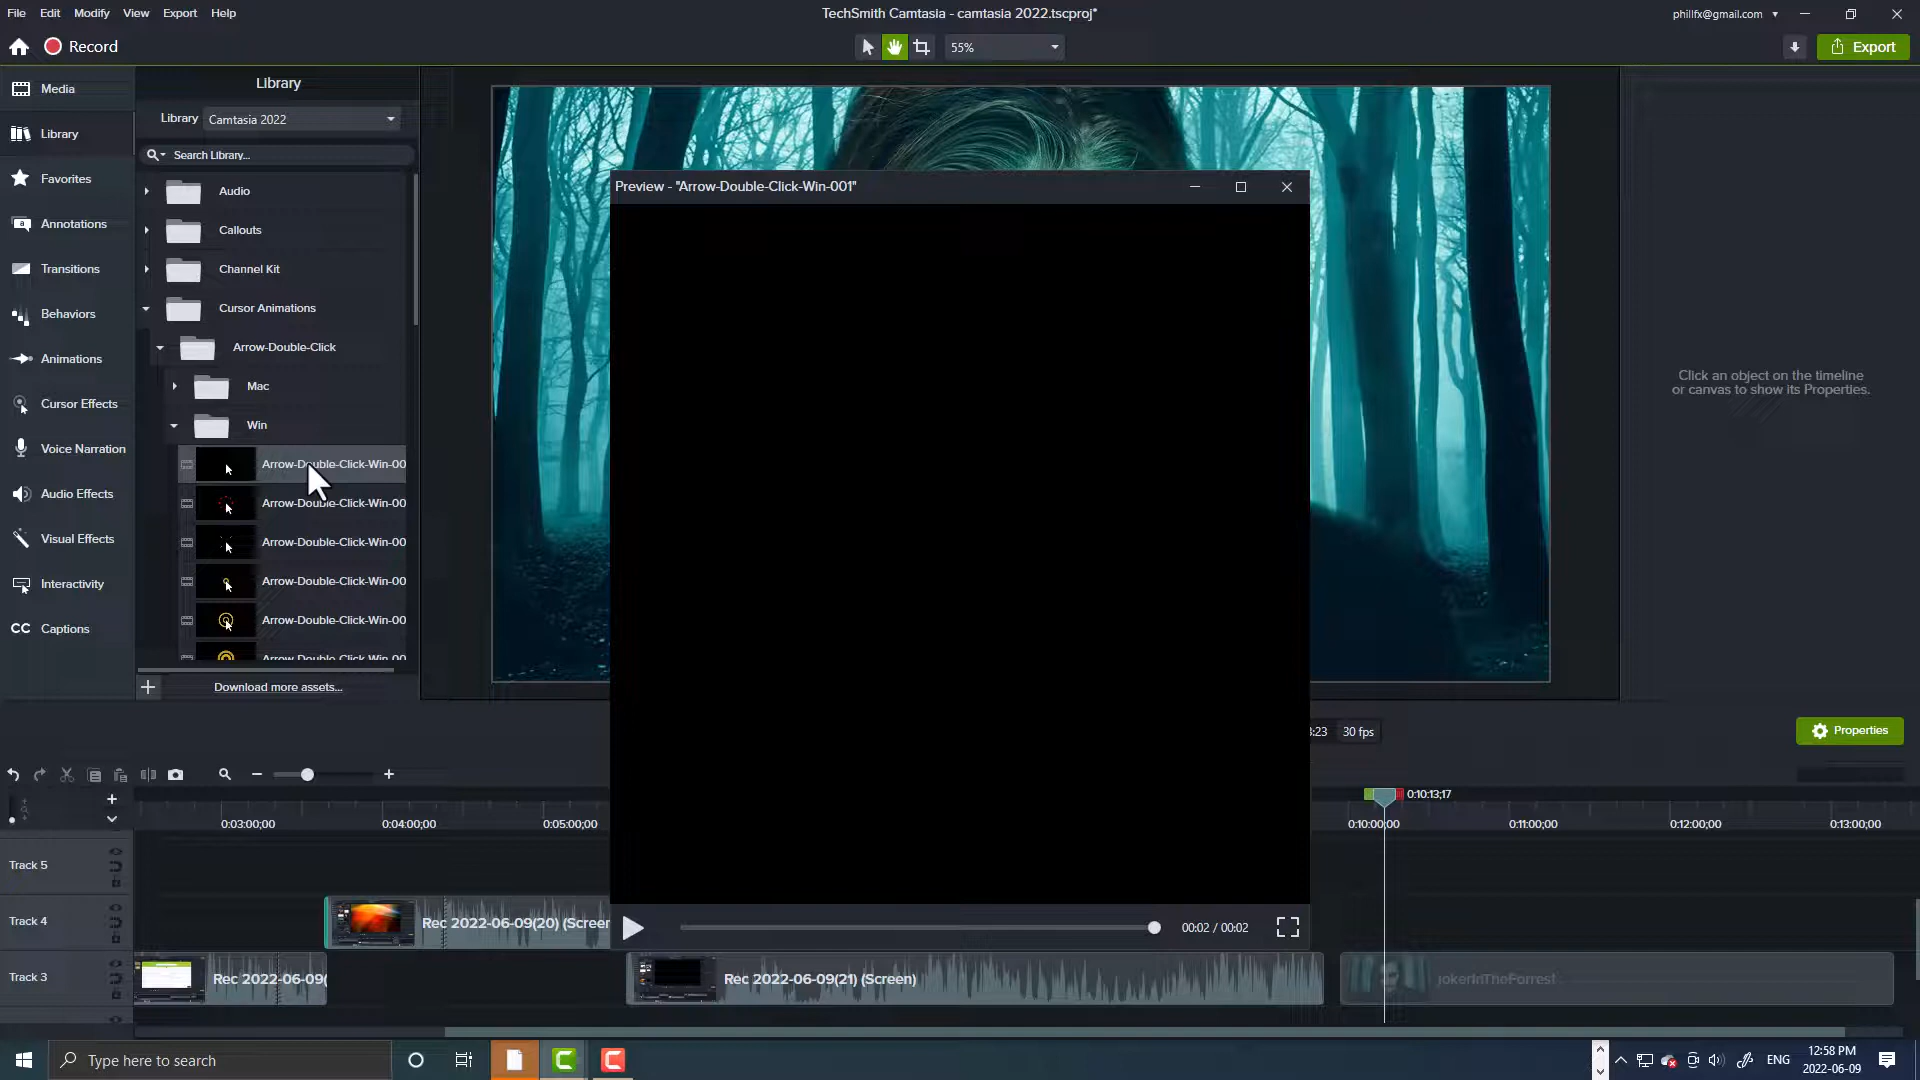 File Edit Modify View Export Help
TechSmith Camtasia - camtasia 2022.tscproj*
phillfx@gmail.com
Record
55%
Export
Media
Library
Favorites
Annotations
Transitions
Behaviors
Animations
Cursor Effects
Voice Narration
Audio Effects
Visual Effects
Interactivity
CC Captions
Library
Library Camtasia 2022
Search Library...
Audio
Callouts
Channel Kit
Cursor Animations
Arrow-Double-Click
Mac
Win
Arrow-Double-Click-Win-00
Arrow-Double-Click-Win-00
Arrow-Double-Click-Win-00
Arrow-Double-Click-Win-00
Arrow-Double-Click-Win-00
Arrow-Double-Click-Win-00
Download more assets...
Preview - "Arrow-Double-Click-Win-001"
00:02 / 00:02
Click an object on the timeline
or canvas to show its Properties.
:23 30 fps
Properties
0:10:13;17
0:03:00;00 0:04:00;00 0:05:00;00 0:10:00;00 0:11:00;00 0:12:00;00 0:13:00;00
Track 5
Track 4
Rec 2022-06-09(20) (Screen
Track 3
Rec 2022-06-09(
Rec 2022-06-09(21) (Screen)
Type here to search
ENG
12:58 PM
2022-06-09